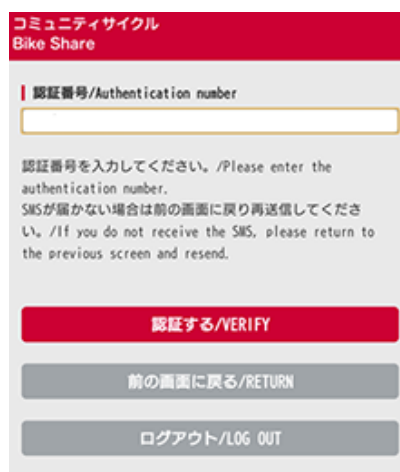 コミュニティサイクル
Bike Share
認証番号/Authentication number
認証番号を入力してください。/Please enter the
authentication number.
SMSが届かない場合は前の画面に戻り再送信してくださ
い。/If you do not receive the SMS, please return to
the previous screen and resend.
認証する/VERIFY
前の画面に戻る/RETURN
ログアウト/LOG OUT